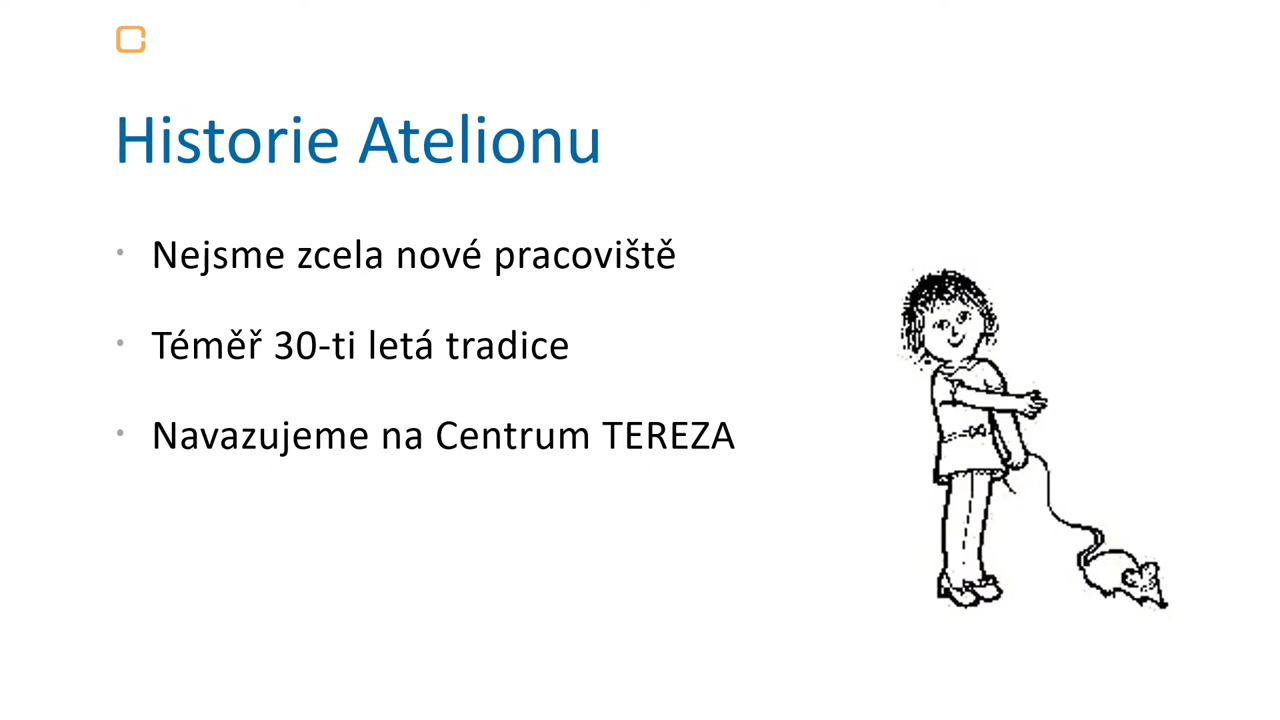 Historie Atelionu
Nejsme zcela nové pracoviště
Téměř 30-ti letá tradice
Navazujeme na Centrum TEREZA